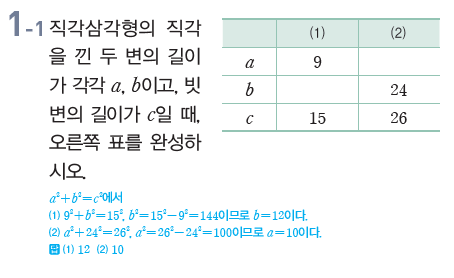 1-1 직각삼각형의 직각
을 낀 두 변의 길이
가 각각 a, b이고, 빗
변의 길이가 c일 때,
오른쪽 표를 완성하
시오.
(1) (2)
a 9
b 24
c 15 26
a²+b²=c²에서
(1) 9²+b²=15², b²=15²-9²=144이므로 b=12이다.
(2) a²+24²=26², a²=26²-24²=100이므로 a=10이다.
답 (1) 12 (2) 10